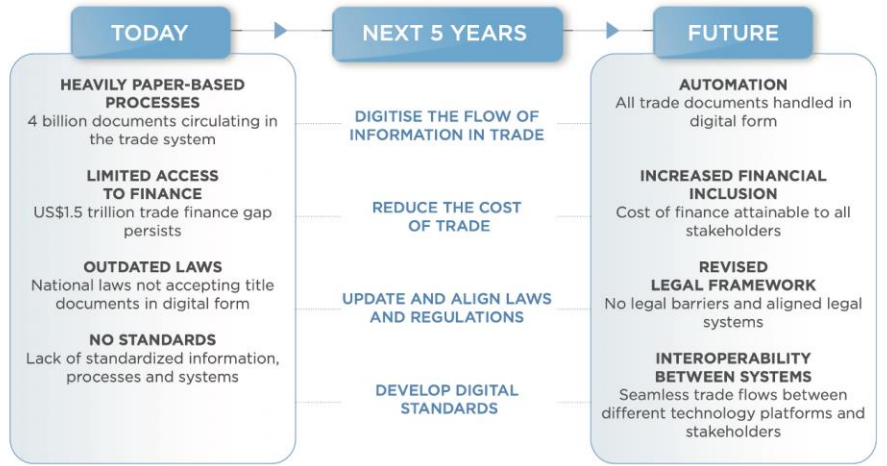 TODAY
NEXT 5 YEARS
FUTURE
HEAVILY PAPER-BASED
PROCESSES
4 billion documents circulating in
the trade system
LIMITED ACCESS
TO FINANCE
US$1.5 trillion trade finance gap
persists
OUTDATED LAWS
National laws not accepting title
documents in digital form
NO STANDARDS
Lack of standardized information,
processes and systems
DIGITISE THE FLOW OF
INFORMATION IN TRADE
REDUCE THE COST
OF TRADE
UPDATE AND ALIGN LAWS
AND REGULATIONS
DEVELOP DIGITAL
STANDARDS
AUTOMATION
All trade documents handled in
digital form
INCREASED FINANCIAL
INCLUSION
Cost of finance attainable to all
stakeholders
REVISED
LEGAL FRAMEWORK
No legal barriers and aligned legal
systems
INTEROPERABILITY
BETWEEN SYSTEMS
Seamless trade flows between
different technology platforms and
stakeholders